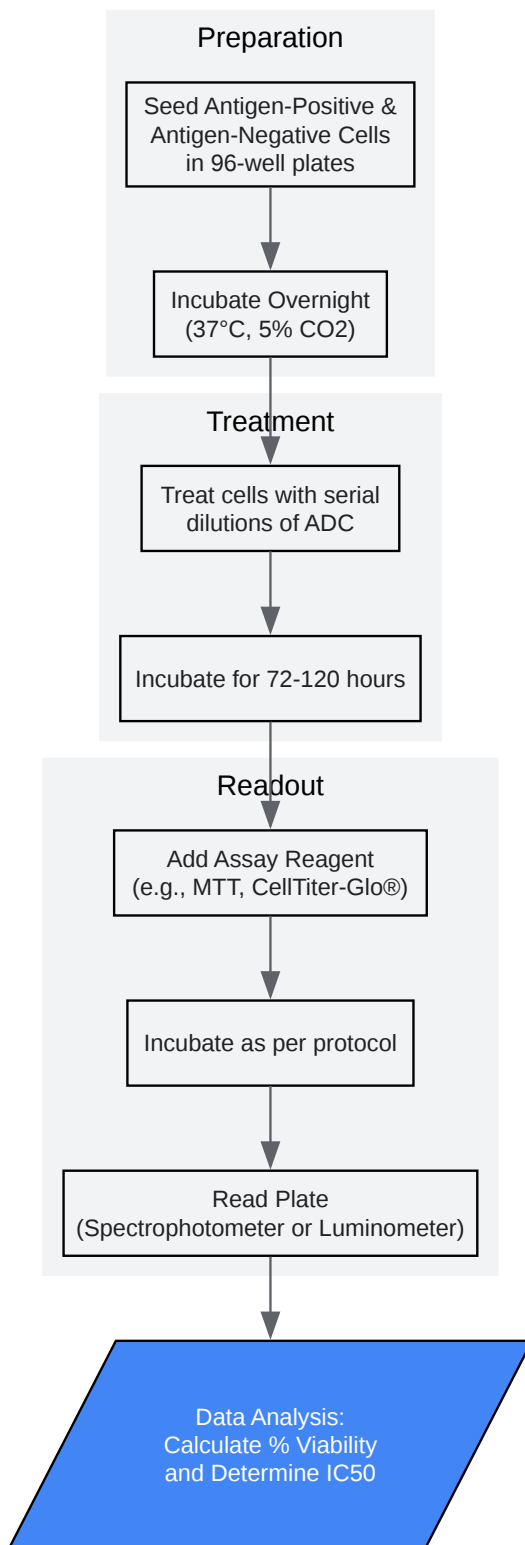 Preparation
Seed Antigen-Positive &
Antigen-Negative Cells
in 96-well plates
Incubate Overnight
(37°C, 5% CO2)
Treatment
Treat cells with serial
dilutions of ADC
Incubate for 72-120 hours
Readout
Add Assay Reagent
(e.g., MTT, CellTiter-Glo®)
Incubate as per protocol
Read Plate
(Spectrophotometer or Luminometer)
Data Analysis:
Calculate % Viability
and Determine IC50